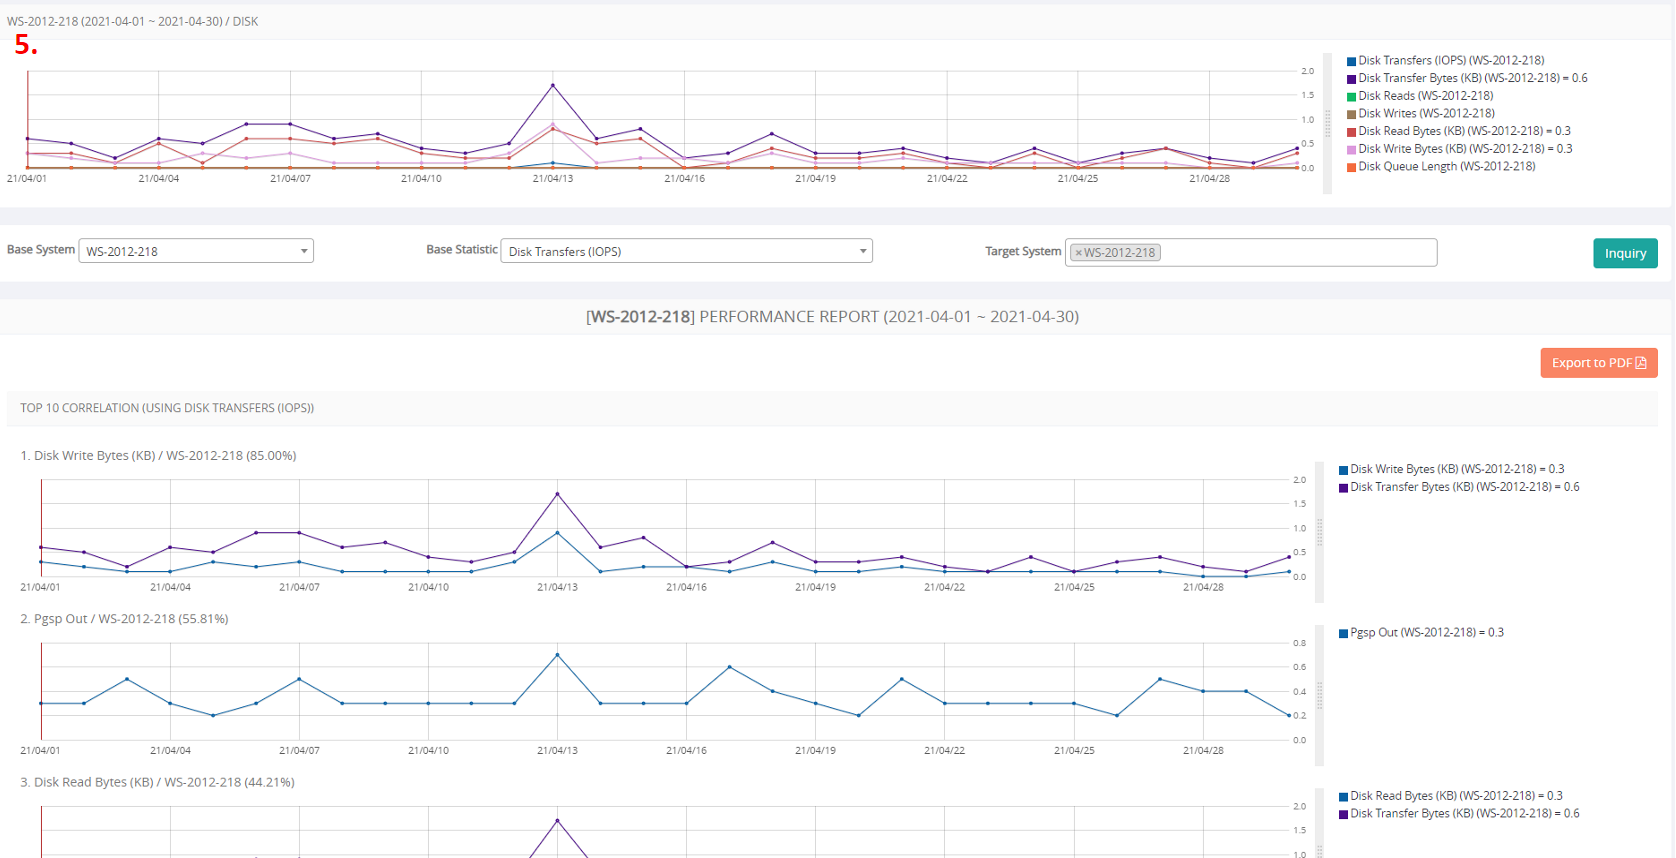 WS-2012-218 (2021-04-01 ~ 2021-04-30) / DISK
5.
2.0
1.5
1.0
0.5
0.0
21/04/01 21/04/04 21/04/07 21/04/10 21/04/13 21/04/16 21/04/19 21/04/22 21/04/25 21/04/28
Disk Transfers (IOPS) (WS-2012-218)
Disk Transfer Bytes (KB) (WS-2012-218) = 0.6
Disk Reads (WS-2012-218)
Disk Writes (WS-2012-218)
Disk Read Bytes (KB) (WS-2012-218) = 0.3
Disk Write Bytes (KB) (WS-2012-218) = 0.3
Disk Queue Length (WS-2012-218)
Base System WS-2012-218 Base Statistic Disk Transfers (IOPS) Target System ×WS-2012-218 Inquiry
[WS-2012-218] PERFORMANCE REPORT (2021-04-01 ~ 2021-04-30)
Export to PDF
TOP 10 CORRELATION (USING DISK TRANSFERS (IOPS))
1. Disk Write Bytes (KB) / WS-2012-218 (85.00%)
2.0
1.5
1.0
0.5
0.0
21/04/01 21/04/04 21/04/07 21/04/10 21/04/13 21/04/16 21/04/19 21/04/22 21/04/25 21/04/28
Disk Write Bytes (KB) (WS-2012-218) = 0.3
Disk Transfer Bytes (KB) (WS-2012-218) = 0.6
2. Pgsp Out / WS-2012-218 (55.81%)
0.8
0.6
0.4
0.2
0.0
21/04/01 21/04/04 21/04/07 21/04/10 21/04/13 21/04/16 21/04/19 21/04/22 21/04/25 21/04/28
Pgsp Out (WS-2012-218) = 0.3
3. Disk Read Bytes (KB) / WS-2012-218 (44.21%)
2.0
1.5
1.0
Disk Read Bytes (KB) (WS-2012-218) = 0.3
Disk Transfer Bytes (KB) (WS-2012-218) = 0.6